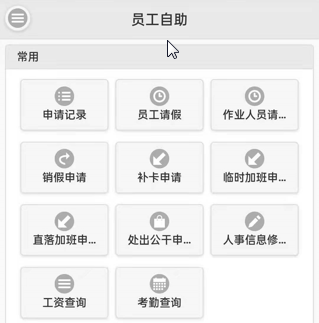 员工自助
常用
申请记录
员工请假
作业人员请...
销假申请
补卡申请
临时加班申...
直落加班申...
处出公干申...
人事信息修...
工资查询
考勤查询